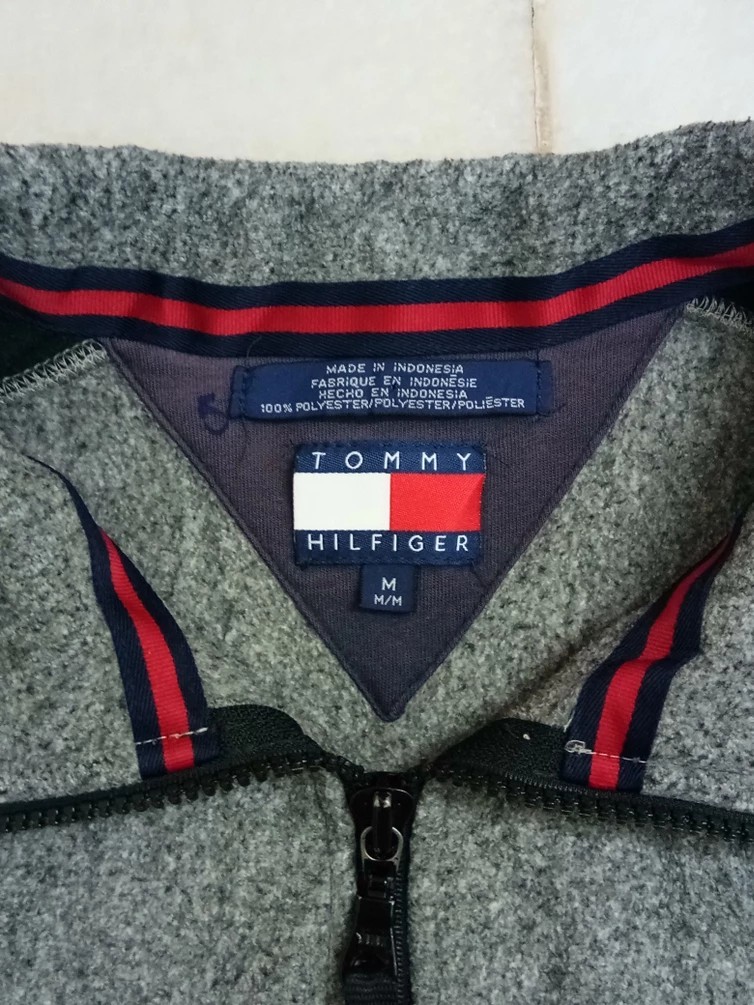 MADE IN INDONESIA
FABRIQUE EN INDONÉSIE
HECHO EN INDONESIA
100% POLYESTER/POLYESTER/POLIÉSTER
TOMMY
HILFIGER
M
M/M